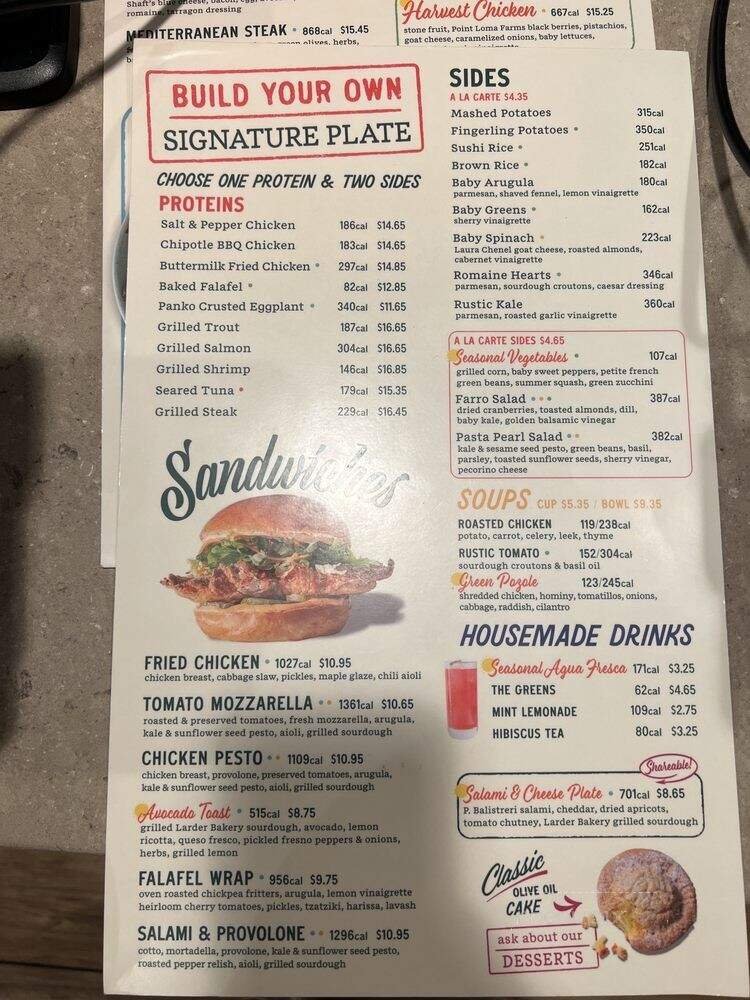 Shaft's blue cheese, bacon,
romaine, tarragon dressing
MEDITERRANEAN STEAK • 868cal $15.45
green olives, herbs,
Harvest Chicken • 667cal $15.25
stone fruit, Point Loma Farms black berries, pistachios,
goat cheese, caramelized onions, baby lettuces,
BUILD YOUR OWN
SIGNATURE PLATE
CHOOSE ONE PROTEIN & TWO SIDES
PROTEINS
Salt & Pepper Chicken 186cal $14.65
Chipotle BBQ Chicken 183cal $14.65
Buttermilk Fried Chicken • 297cal $14.85
Baked Falafel • 82cal $12.85
Panko Crusted Eggplant • 340cal $11.65
Grilled Trout 187cal $16.65
Grilled Salmon 304cal $16.65
Grilled Shrimp 146cal $16.85
Seared Tuna • 179cal $15.35
Grilled Steak 229cal $16.45
Sandwiches
FRIED CHICKEN • 1027cal $10.95
chicken breast, cabbage slaw, pickles, maple glaze, chili aioli
TOMATO MOZZARELLA •• 1361cal $10.65
roasted & preserved tomatoes, fresh mozzarella, arugula,
kale & sunflower seed pesto, aioli, grilled sourdough
CHICKEN PESTO •• 1109cal $10.95
chicken breast, provolone, preserved tomatoes, arugula,
kale & sunflower seed pesto, aioli, grilled sourdough
Avocado Toast • 515cal $8.75
grilled Larder Bakery sourdough, avocado, lemon
ricotta, queso fresco, pickled fresno peppers & onions,
herbs, grilled lemon
FALAFEL WRAP • 956cal $9.75
oven roasted chickpea fritters, arugula, lemon vinaigrette
heirloom cherry tomatoes, pickles, tzatziki, harissa, lavash
SALAMI & PROVOLONE •• 1296cal $10.95
cotto, mortadella, provolone, kale & sunflower seed pesto,
roasted pepper relish, aioli, grilled sourdough
SIDES
A LA CARTE $4.35
Mashed Potatoes 315cal
Fingerling Potatoes • 350cal
Sushi Rice • 251cal
Brown Rice • 182cal
Baby Arugula 180cal
parmesan, shaved fennel, lemon vinaigrette
Baby Greens • 162cal
sherry vinaigrette
Baby Spinach • 223cal
Laura Chenel goat cheese, roasted almonds,
cabernet vinaigrette
Romaine Hearts • 346cal
parmesan, sourdough croutons, caesar dressing
Rustic Kale 360cal
parmesan, roasted garlic vinaigrette
A LA CARTE SIDES $4.65
Seasonal Vegetables • 107cal
grilled corn, baby sweet peppers, petite french
green beans, summer squash, green zucchini
Farro Salad ••• 387cal
dried cranberries, toasted almonds, dill,
baby kale, golden balsamic vinegar
Pasta Pearl Salad •• 382cal
kale & sesame seed pesto, green beans, basil,
parsley, toasted sunflower seeds, sherry vinegar,
pecorino cheese
SOUPS CUP $5.35 / BOWL $9.35
ROASTED CHICKEN 119/238cal
potato, carrot, celery, leek, thyme
RUSTIC TOMATO • 152/304cal
sourdough croutons & basil oil
Green Pozole 123/245cal
shredded chicken, hominy, tomatillos, onions,
cabbage, raddish, cilantro
HOUSEMADE DRINKS
Seasonal Agua Fresca 171cal $3.25
THE GREENS 62cal $4.65
MINT LEMONADE 109cal $2.75
HIBISCUS TEA 80cal $3.25
Shareable!
Salami & Cheese Plate • 701cal $8.65
P. Balistreri salami, cheddar, dried apricots,
tomato chutney, Larder Bakery grilled sourdough
Classic
OLIVE OIL
CAKE
ask about our
DESSERTS